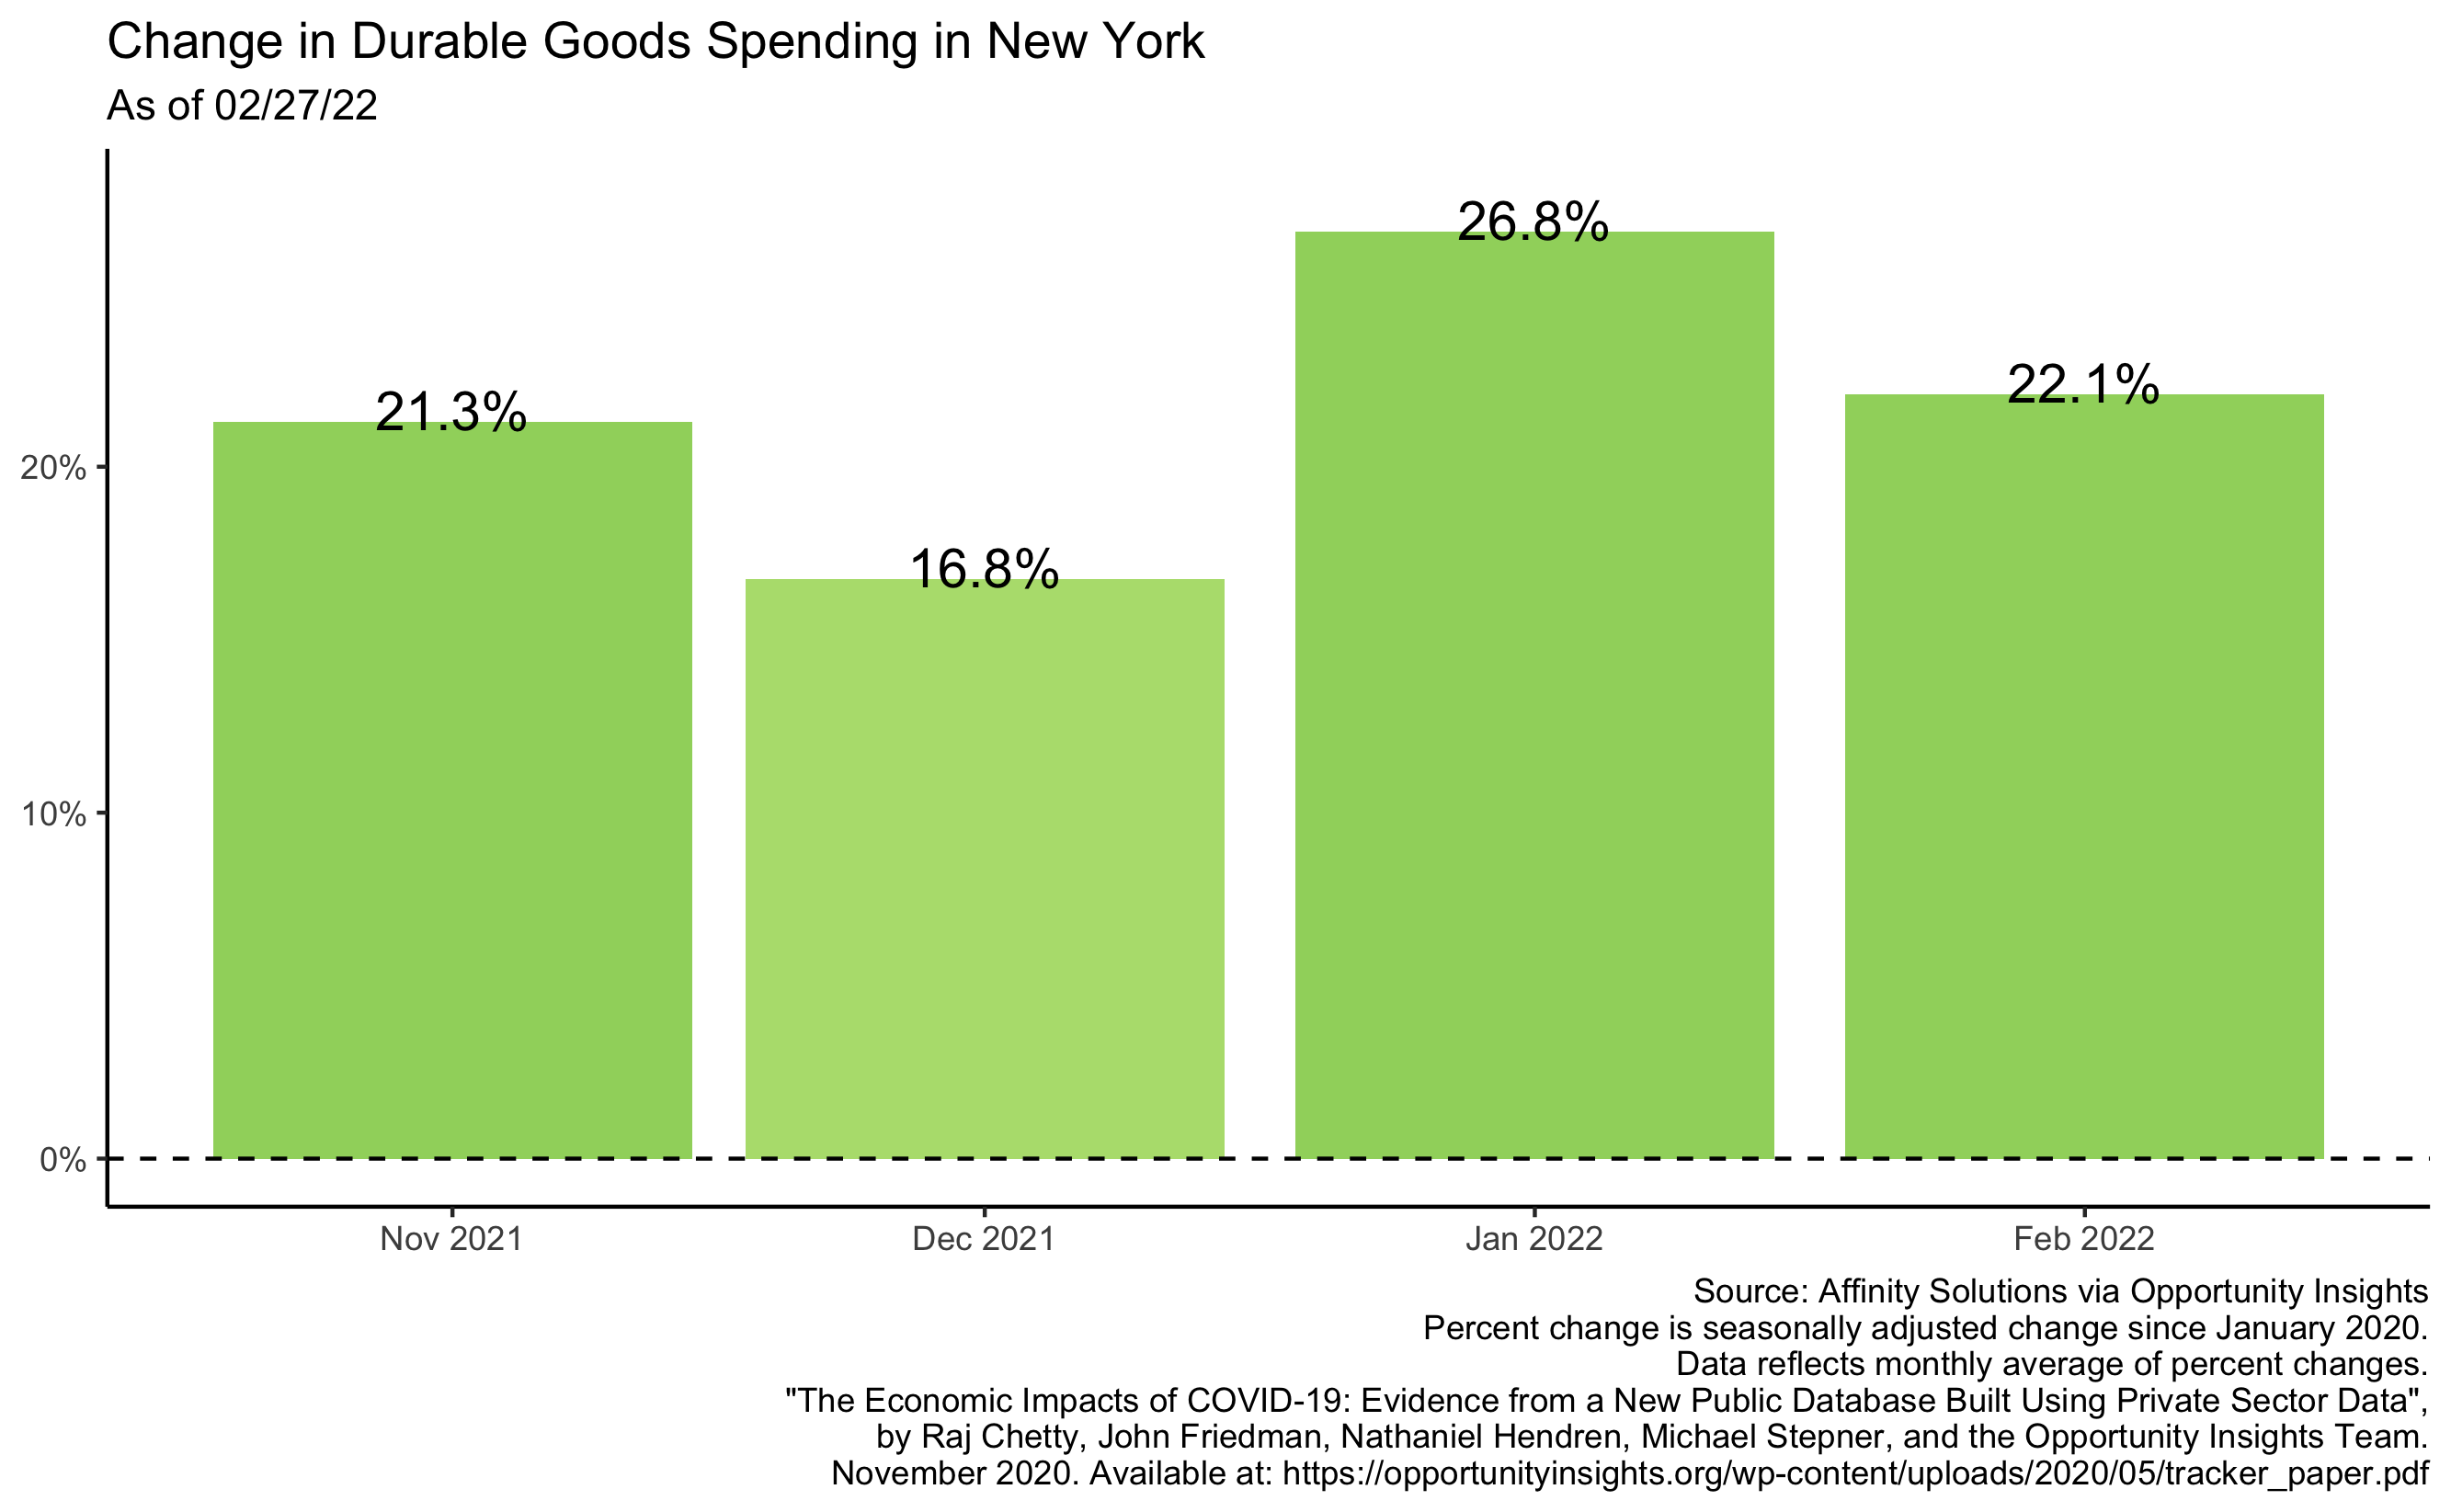 Change in Durable Goods Spending in New York
As of 02/27/22
26.8%
22.1%
21.3%
20%
16.8%
10%
0%
Nov 2021
Dec 2021
Jan 2022
Feb 2022
Source: Affinity Solutions via Opportunity Insights
Percent change is seasonally adjusted change since January 2020.
Data reflects monthly average of percent changes.
"The Economic Impacts of COVID-19: Evidence from a New Public Database Built Using Private Sector Data",
by Raj Chetty, John Friedman, Nathaniel Hendren, Michael Stepner, and the Opportunity Insights Team.
November 2020. Available at: https://opportunityinsights.org/wp-content/uploads/2020/05/tracker_paper.pdf